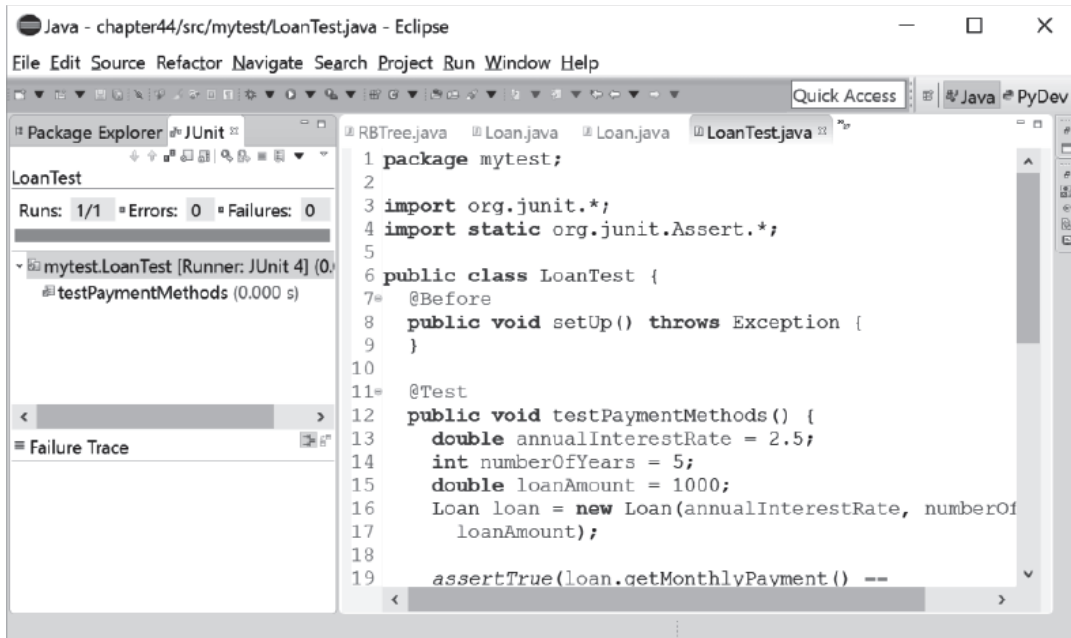 Java - chapter44/src/mytest/LoanTest.java - Eclipse
File Edit Source Refactor Navigate Search Project Run Window Help
Quick Access
Java
PyDev
Package Explorer
JUnit
LoanTest
Runs: 1/1 Errors: 0 Failures: 0
mytest.LoanTest [Runner: JUnit 4] (0.
testPaymentMethods (0.000 s)
Failure Trace
RBTree.java
Loan.java
Loan.java
LoanTest.java
1 package mytest;
2
3 import org.junit.*;
4 import static org.junit.Assert.*;
5
6 public class LoanTest {
7 @Before
8 public void setUp() throws Exception {
9 }
10
11 @Test
12 public void testPaymentMethods() {
13 double annualInterestRate = 2.5;
14 int numberOfYears = 5;
15 double loanAmount = 1000;
16 Loan loan = new Loan(annualInterestRate, numberOf
17 loanAmount);
18
19 assertTrue(loan.getMonthlyPayment() ==